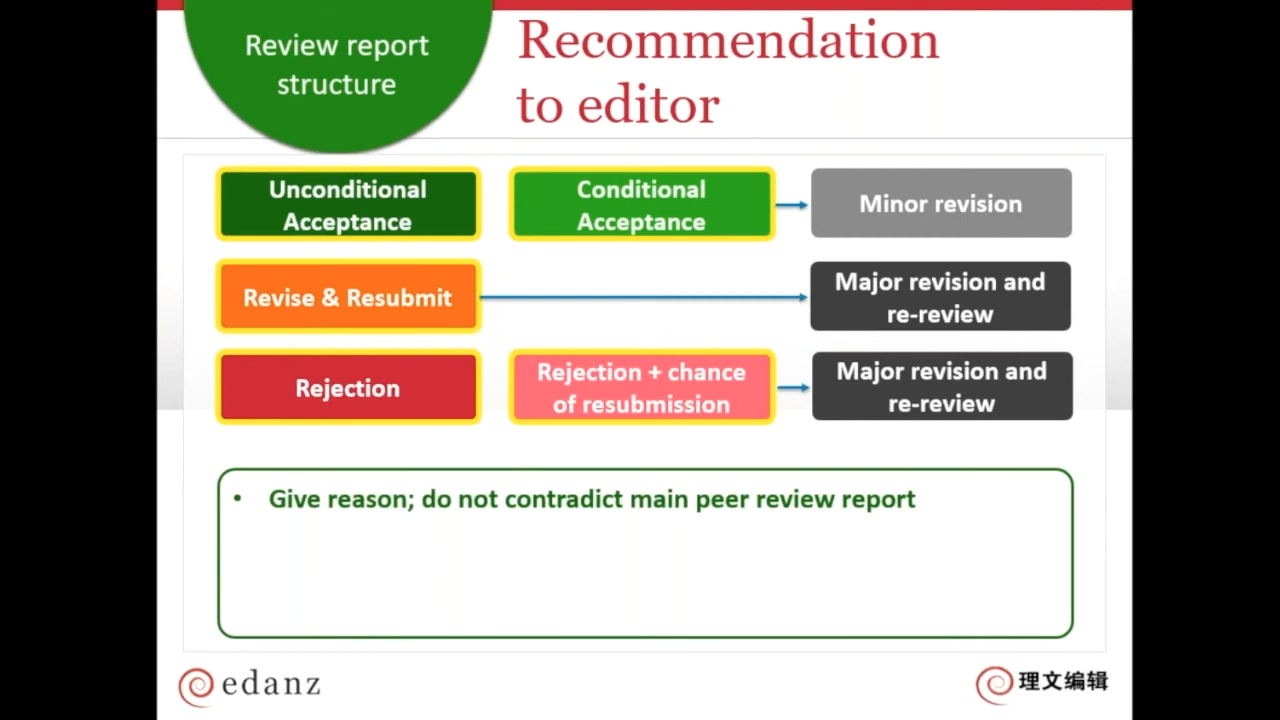 Review report
structure
Recommendation
to editor
Unconditional
Acceptance
Conditional
Acceptance
Minor revision
Revise & Resubmit
Major revision and
re-review
Rejection
Rejection + chance
of resubmission
Major revision and
re-review
• Give reason; do not contradict main peer review report
edanz
理文编辑